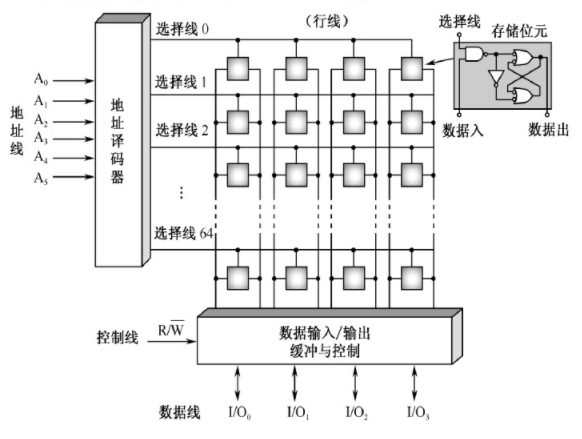 选择线 0
（行线）
选择线
存储位元
数据入
数据出
A₀
A₁
A₂
A₃
A₄
A₅
地址线
地址译码器
选择线 1
选择线 2
⋮
选择线 64
控制线
R/W̅
数据输入/输出
缓冲与控制
数据线
I/O₀
I/O₁
I/O₂
I/O₃